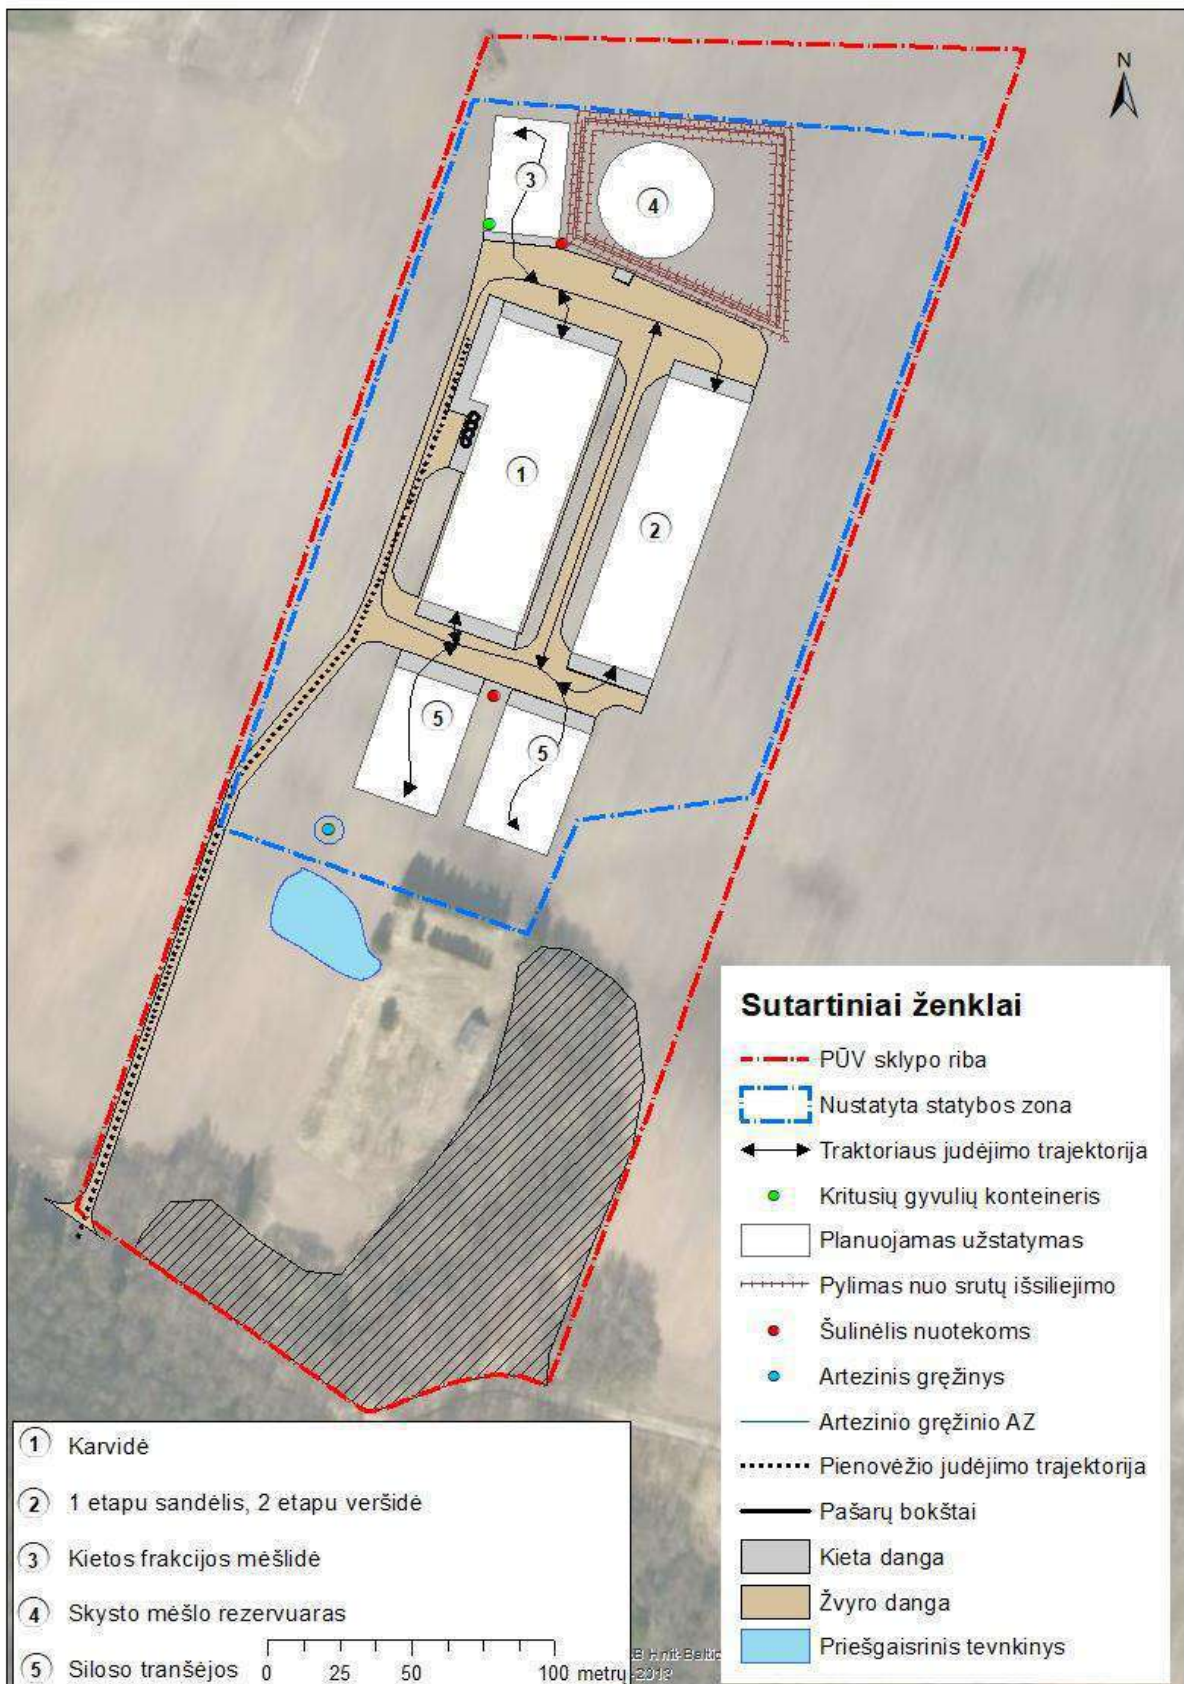 N
3
4
1
2
5
5
Sutartiniai ženklai
PŪV sklypo riba
Nustatyta statybos zona
Traktoriaus judėjimo trajektorija
Kritusių gyvulių konteineris
Planuojamas užstatymas
Pylimas nuo srutų išsiliejimo
Šulinėlis nuotekoms
Artezinis gręžinys
Artezinio gręžinio AZ
Pienovėžio judėjimo trajektorija
Pašarų bokštai
Kieta danga
Žvyro danga
Priešgaisrinis tevnkinys
1 Karvidė
2 1 etapu sandėlis, 2 etapu veršidė
3 Kietos frakcijos mėšlidė
4 Skysto mėšlo rezervuaras
5 Siloso tranšėjos
0 25 50 100 metrų